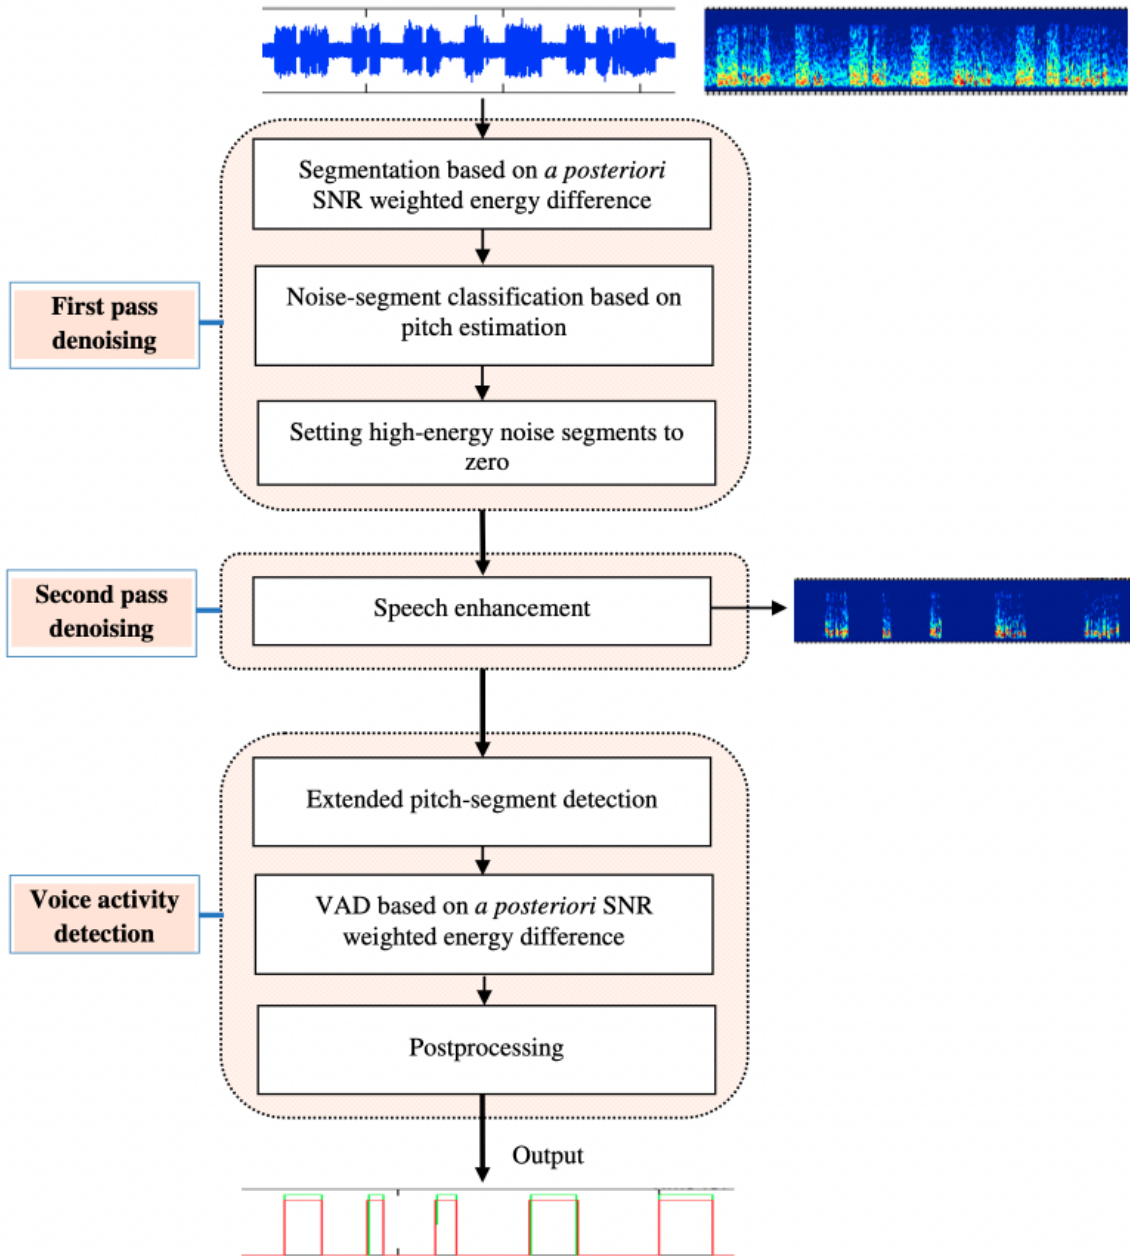 Segmentation based on a posteriori
SNR weighted energy difference
Noise-segment classification based on
pitch estimation
First pass
denoising
Setting high-energy noise segments to
zero
Second pass
denoising
Speech enhancement
Extended pitch-segment detection
Voice activity
detection
VAD based on a posteriori SNR
weighted energy difference
Postprocessing
Output